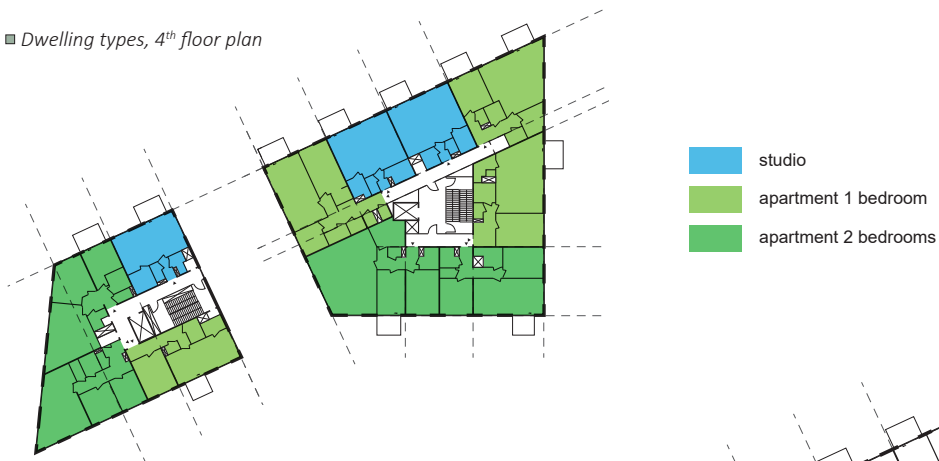 Dwelling types, 4th floor plan
studio
apartment 1 bedroom
apartment 2 bedrooms